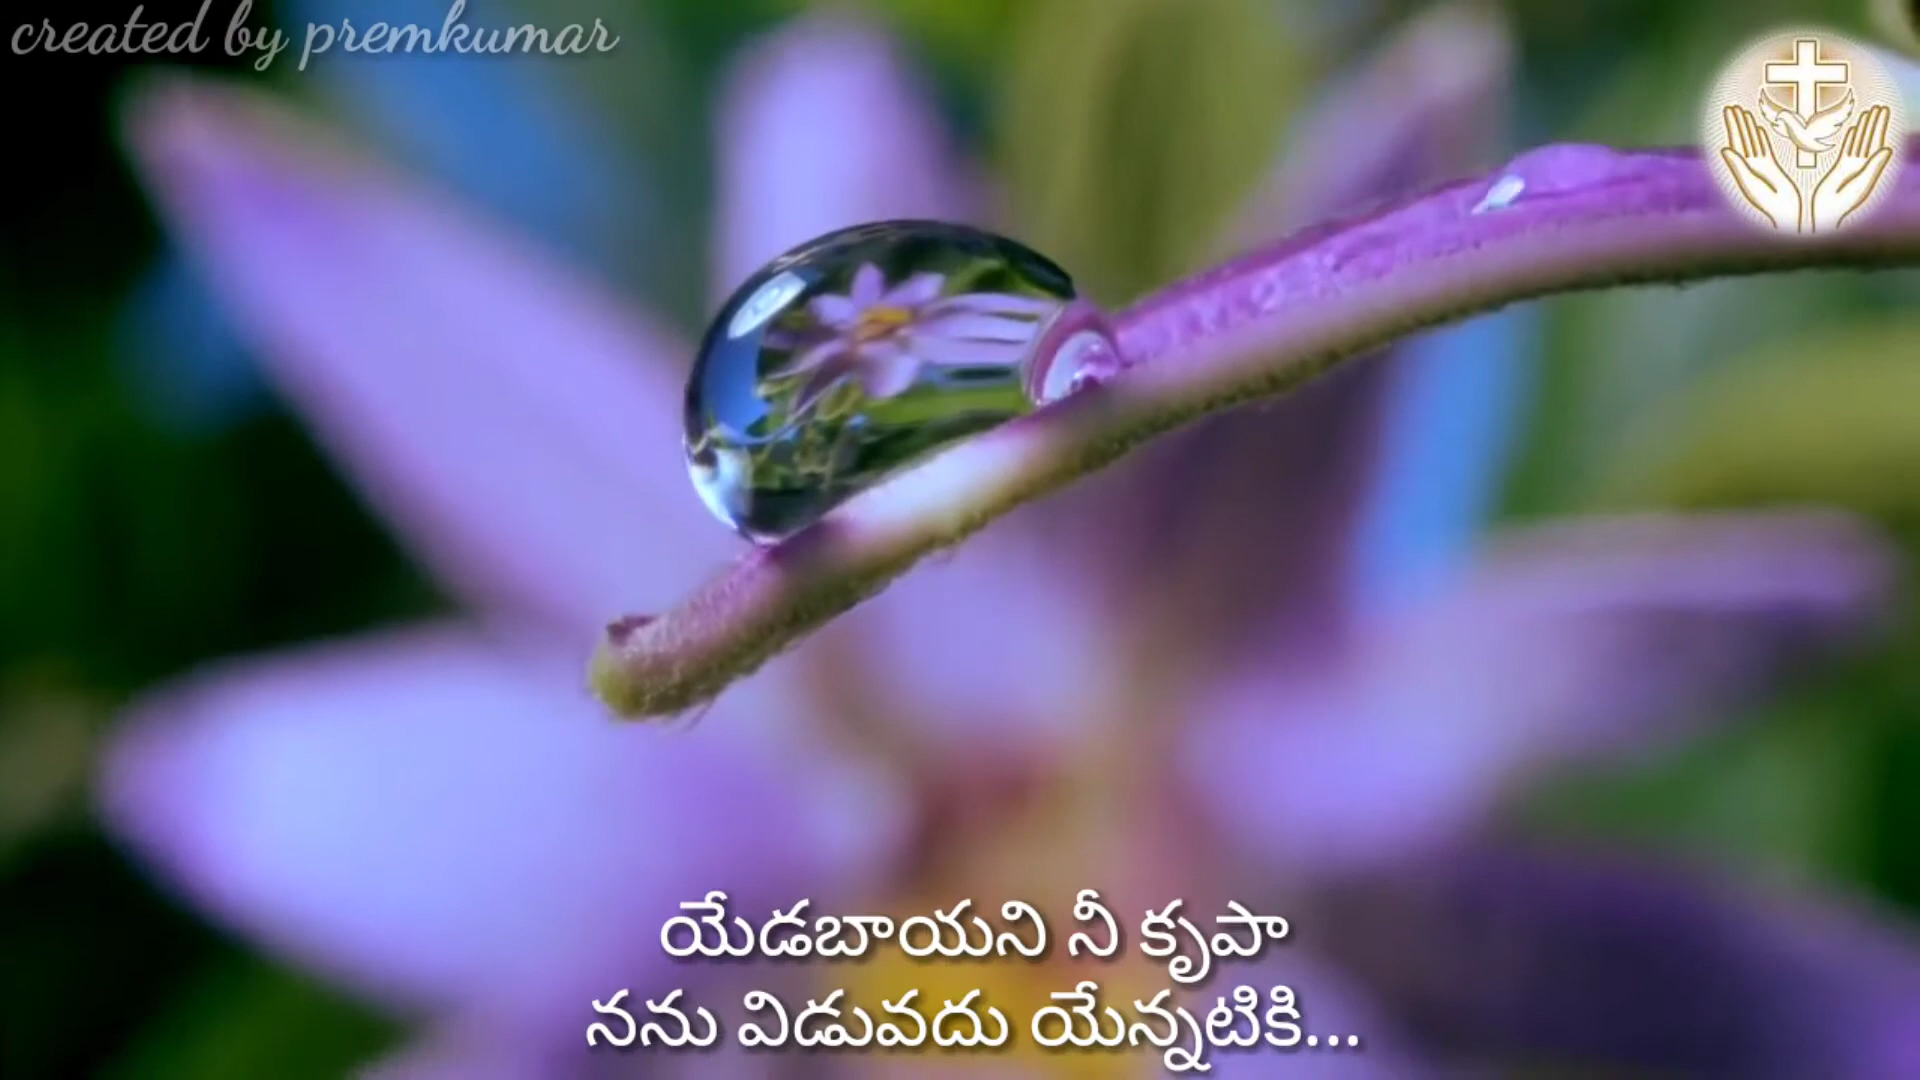 created by premkumar
యేడబాయని నీ కృపా
నను విడువదు యేన్నటికి...